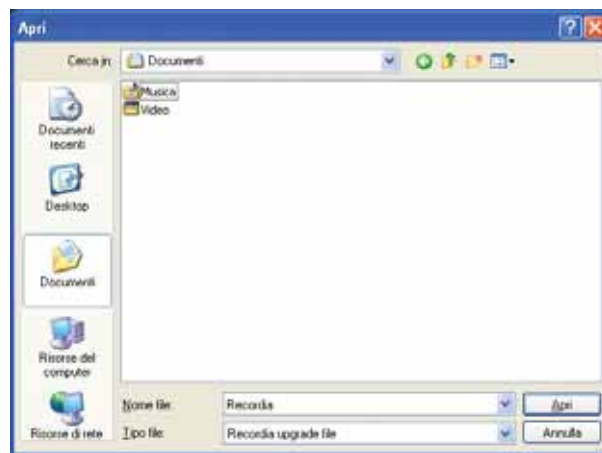 Apri
Cerca in:
Documenti
Musica
Video
Documenti
recenti
Desktop
Documenti
Risorse del
computer
Risorse di rete
Nome file:
Recordia
Apri
Tipo file:
Recordia upgrade file
Annulla